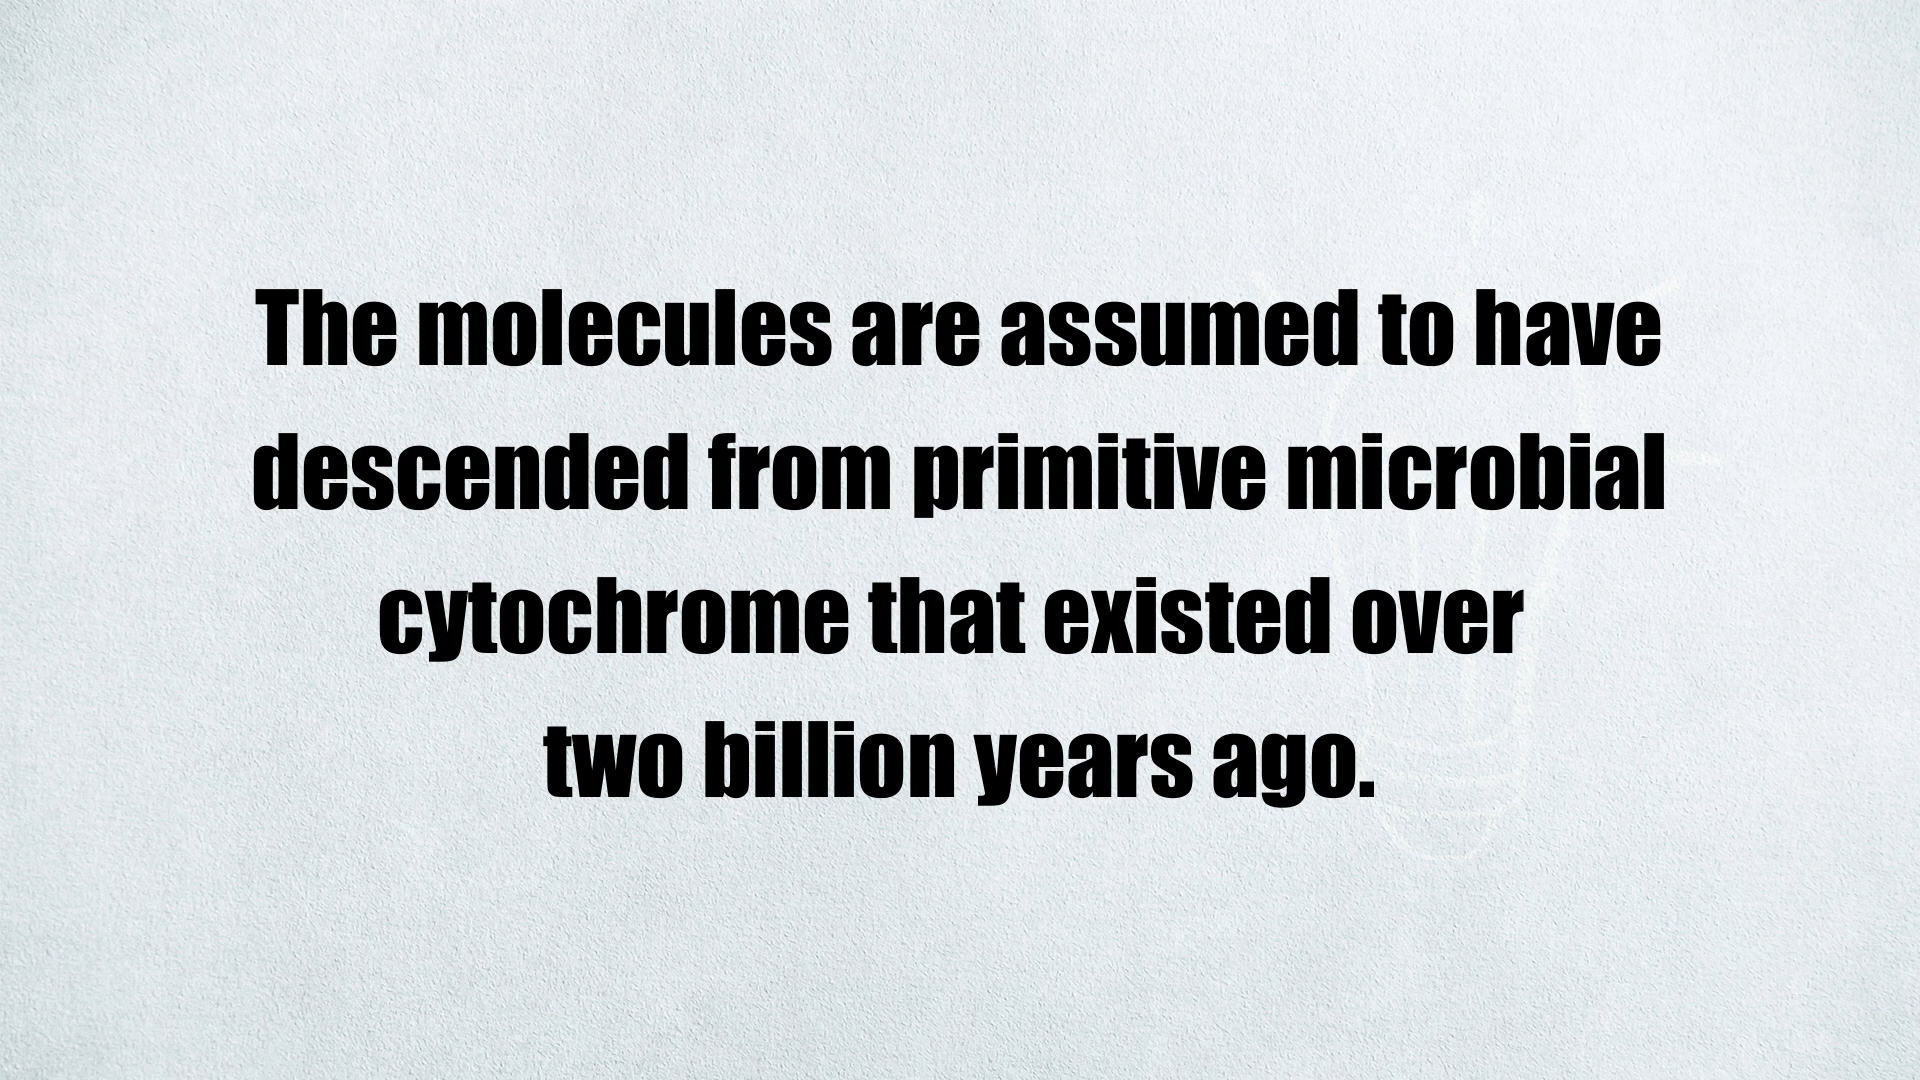 The molecules are assumed to have
descended from primitive microbial
cytochrome that existed over
two billion years ago.